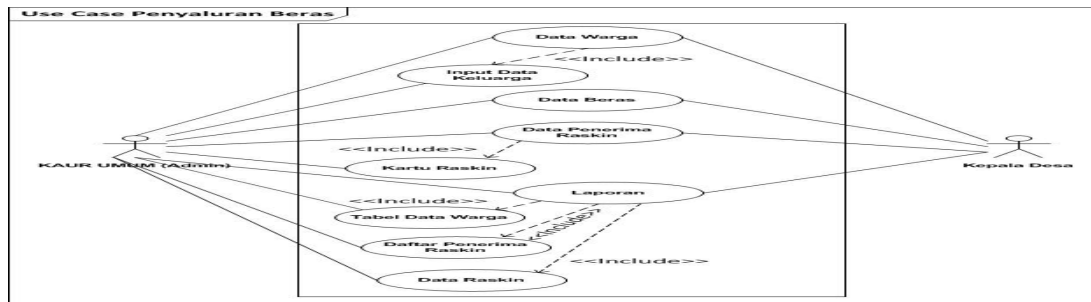 Use Case Penyaluran Beras
Data Warga
<<Include>>
Input Data
Keluarga
Data Beras
Data Penerima
Raskin
<<Include>>
KAUR UMUM (Admin)
Kepala Desa
Kartu Raskin
Laporan
<<Include>>
Tabel Data Warga
<<Include>>
Daftar Penerima
Raskin
<<Include>>
Data Raskin